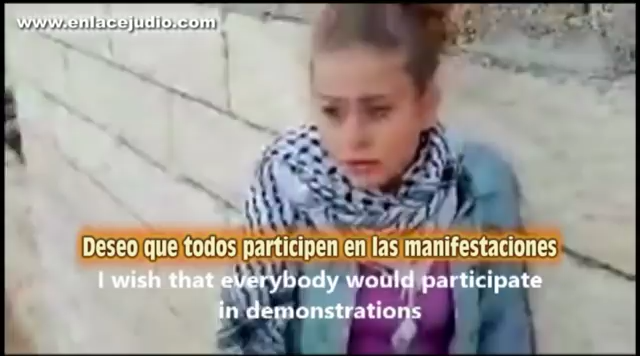 www.enlacejudio.com
Deseo que todos participen en las manifestaciones
I wish that everybody would participate
in demonstrations